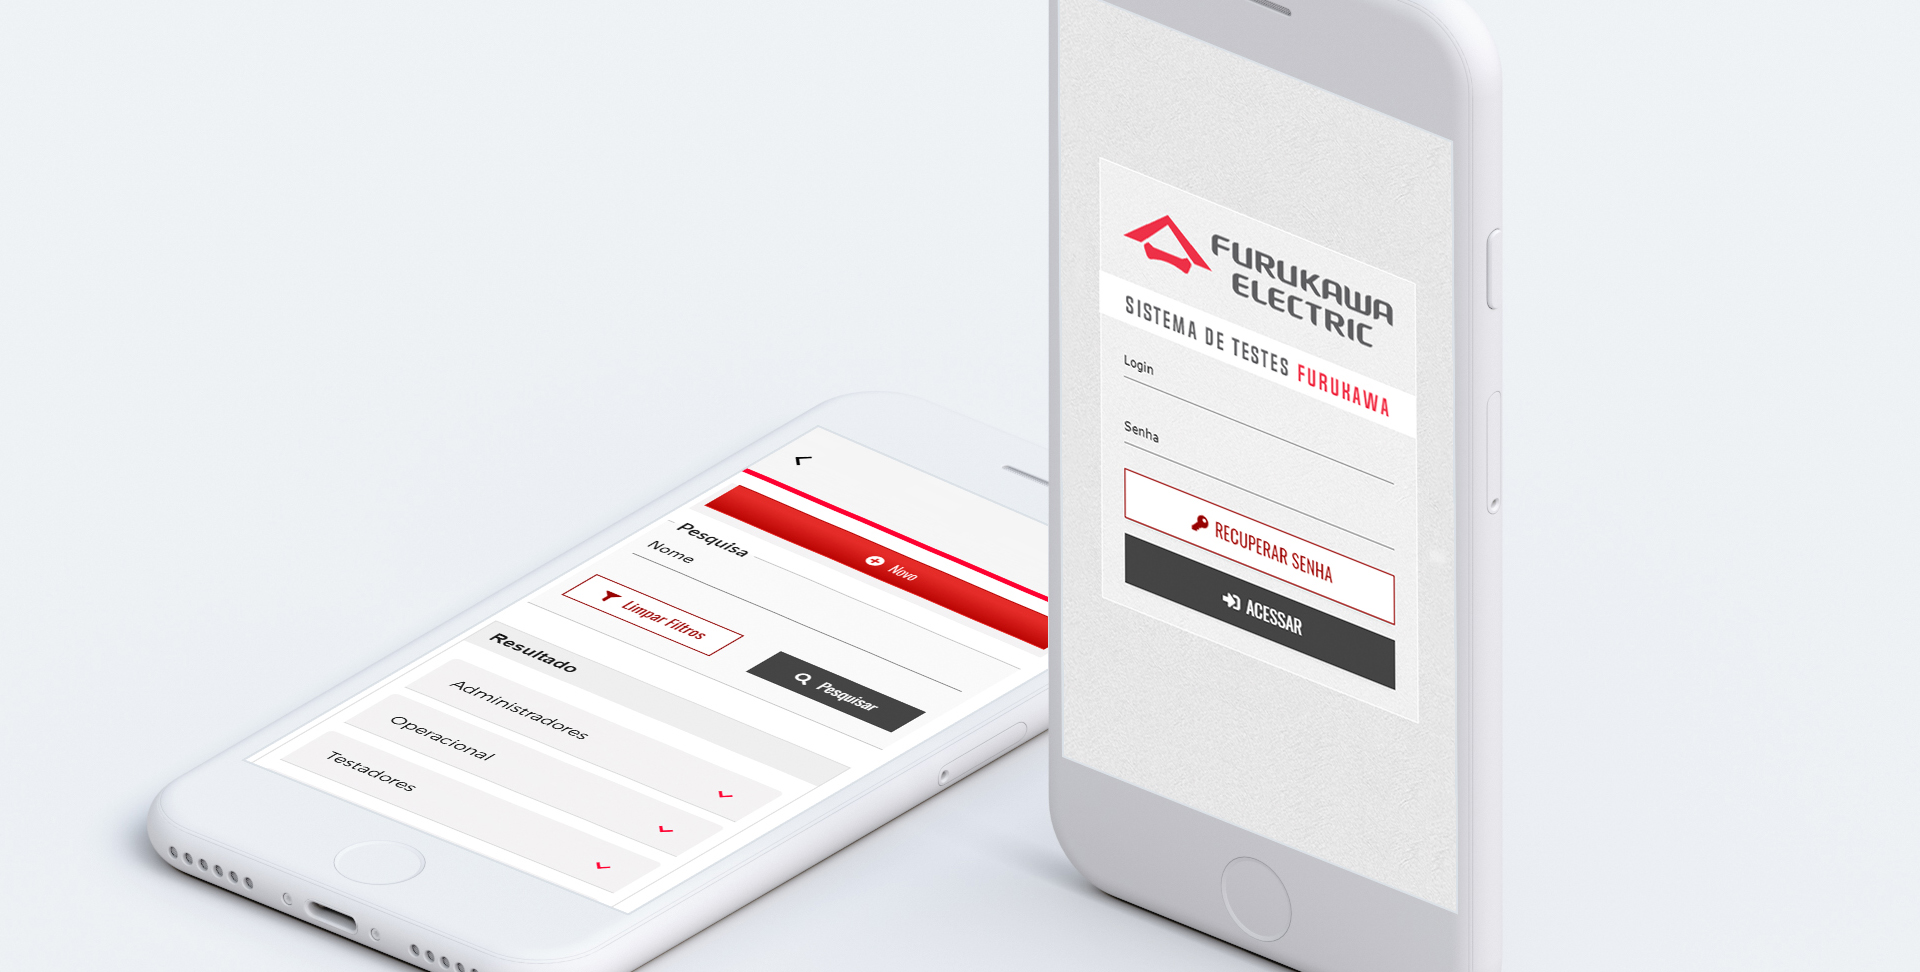 Novo
Pesquisa
Nome
Limpar Filtros
Pesquisar
Resultado
Administradores
Operacional
Testadores
FURUKAWA
ELECTRIC
SISTEMA DE TESTES FURUKAWA
Login
Senha
RECUPERAR SENHA
ACESSAR